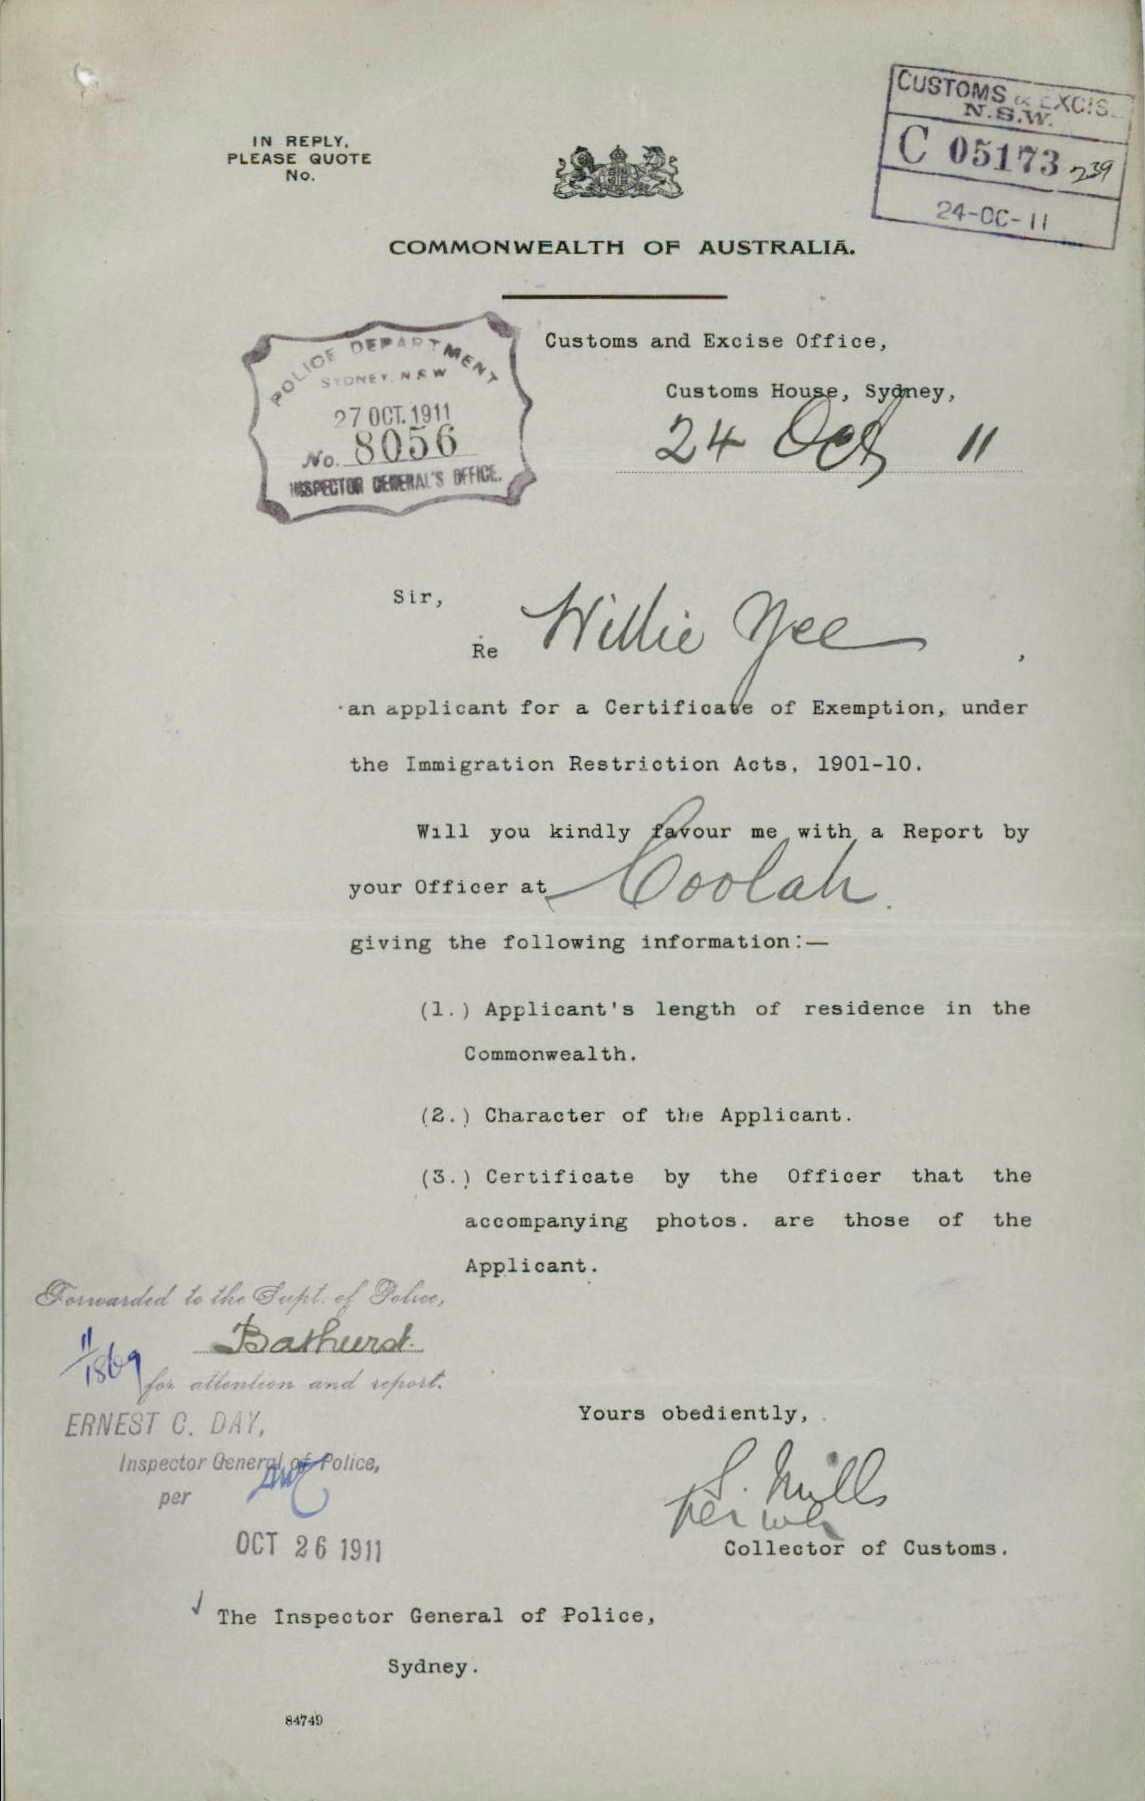 IN REPLY,
PLEASE QUOTE
No.
CUSTOMS & EXCIS
N.S.W.
C 05173 239
24-OC-11
COMMONWEALTH OF AUSTRALIA.
POLICE DEPARTMENT
SYDNEY. N.S.W
27 OCT. 1911
No. 8056
INSPECTOR GENERAL'S OFFICE.
Customs and Excise Office,
Customs House, Sydney,
24 Oct 11
Sir,
Re Willie Yee,
an applicant for a Certificate of Exemption, under
the Immigration Restriction Acts, 1901-10.
Will you kindly favour me with a Report by
your Officer at Coolah.
giving the following information:—
(1.) Applicant's length of residence in the
Commonwealth.
(2.) Character of the Applicant.
(3.) Certificate by the Officer that the
accompanying photos. are those of the
Applicant.
Forwarded to the Supt. of Police,
Bathurst.
11/1869
for attention and report.
ERNEST C. DAY,
Inspector General of Police,
per
OCT 26 1911
Yours obediently,
S. Mills
per
Collector of Customs.
The Inspector General of Police,
Sydney.
84749